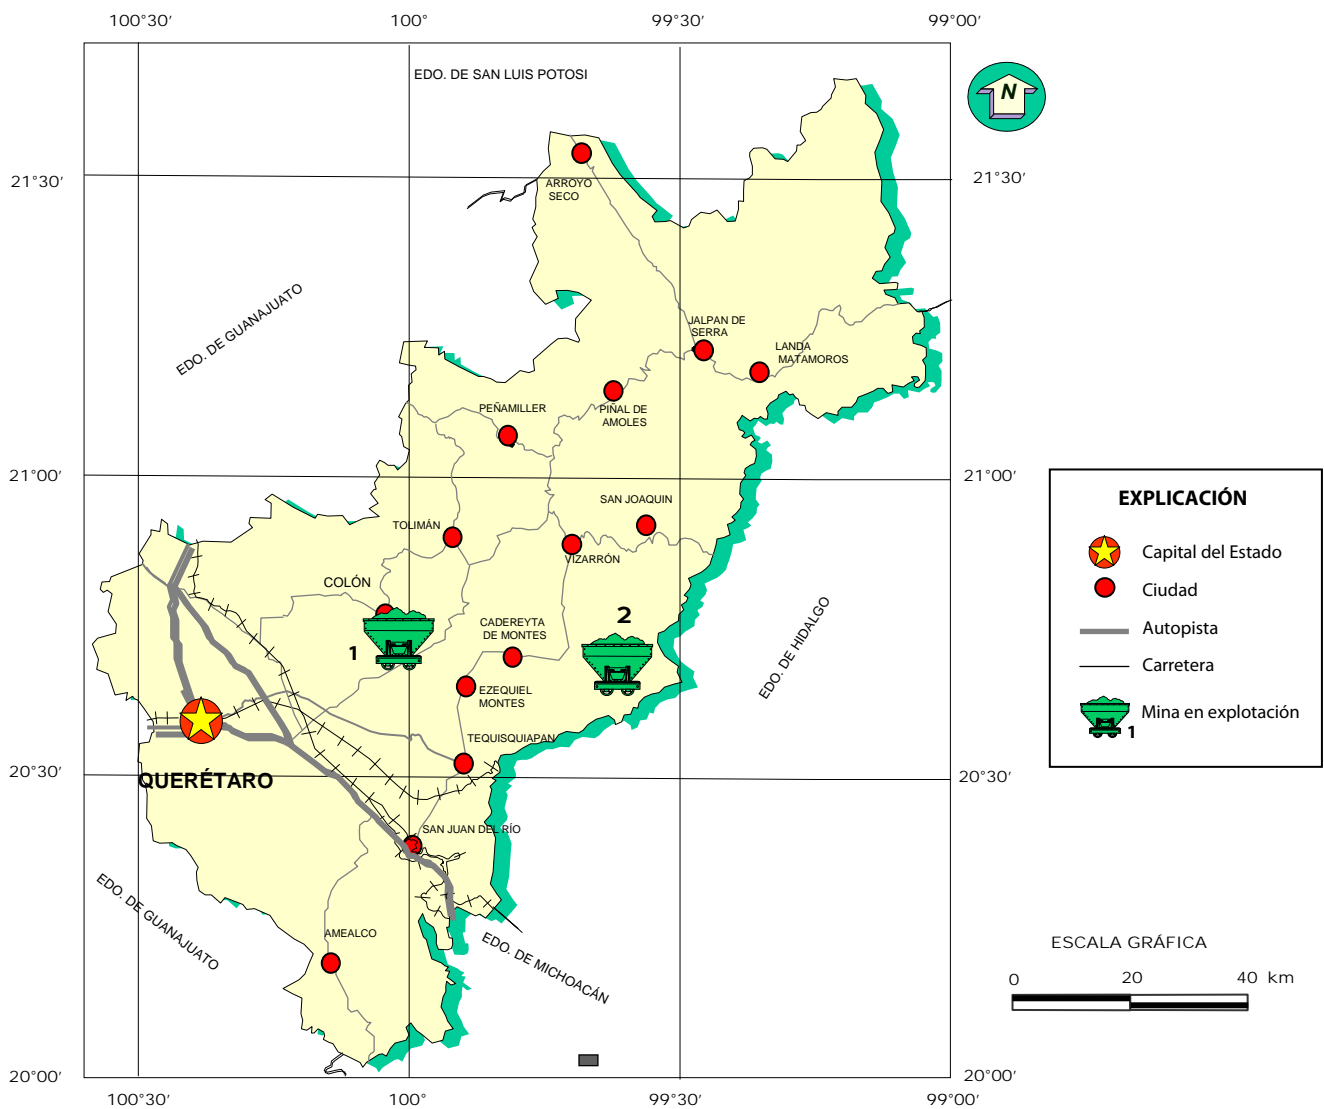 100°30'
100°
99°30'
99°00'
EDO. DE SAN LUIS POTOSI
N
21°30'
21°30'
ARROYO
SECO
EDO. DE GUANAJUATO
JALPAN DE
SERRA
LANDA
MATAMOROS
PEÑAMILLER
PIÑAL DE
AMOLES
21°00'
21°00'
SAN JOAQUIN
TOLIMÁN
VIZARRÓN
COLÓN
CADEREYTA
DE MONTES
2
1
EDO. DE HIDALGO
EZEQUIEL
MONTES
TEQUISQUIAPAN
QUERÉTARO
20°30'
20°30'
SAN JUAN DEL RÍO
EDO. DE GUANAJUATO
AMEALCO
EDO. DE MICHOACÁN
EXPLICACIÓN
Capital del Estado
Ciudad
Autopista
Carretera
Mina en explotación
1
ESCALA GRÁFICA
0 20 40 km
20°00'
20°00'
100°30'
100°
99°30'
99°00'